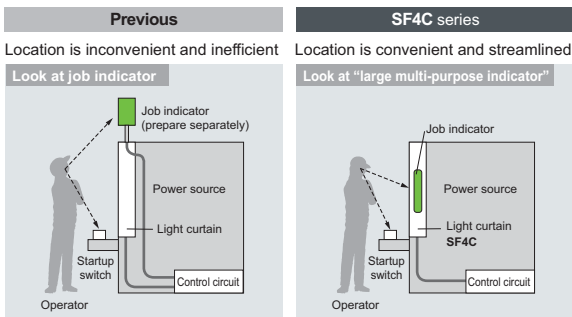 Previous
Location is inconvenient and inefficient
Look at job indicator
Job indicator
(prepare separately)
Power source
Light curtain
Startup
switch
Control circuit
Operator
SF4C series
Location is convenient and streamlined
Look at “large multi-purpose indicator”
Job indicator
Power source
Light curtain
SF4C
Startup
switch
Control circuit
Operator